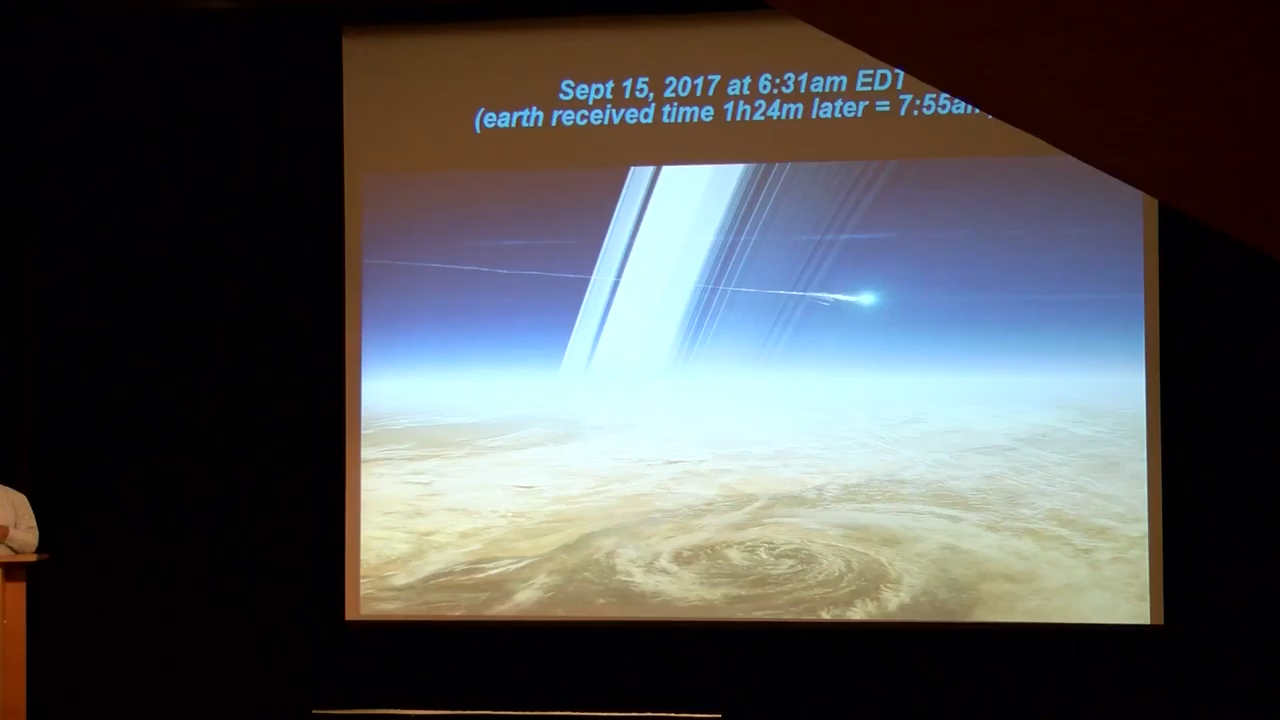 Sept 15, 2017 at 6:31am EDT
(earth received time 1h24m later = 7:55am